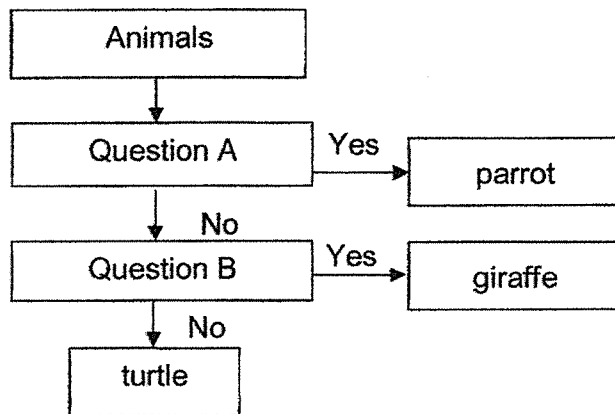 Animals
Question A
Yes
parrot
No
Question B
Yes
giraffe
No
turtle